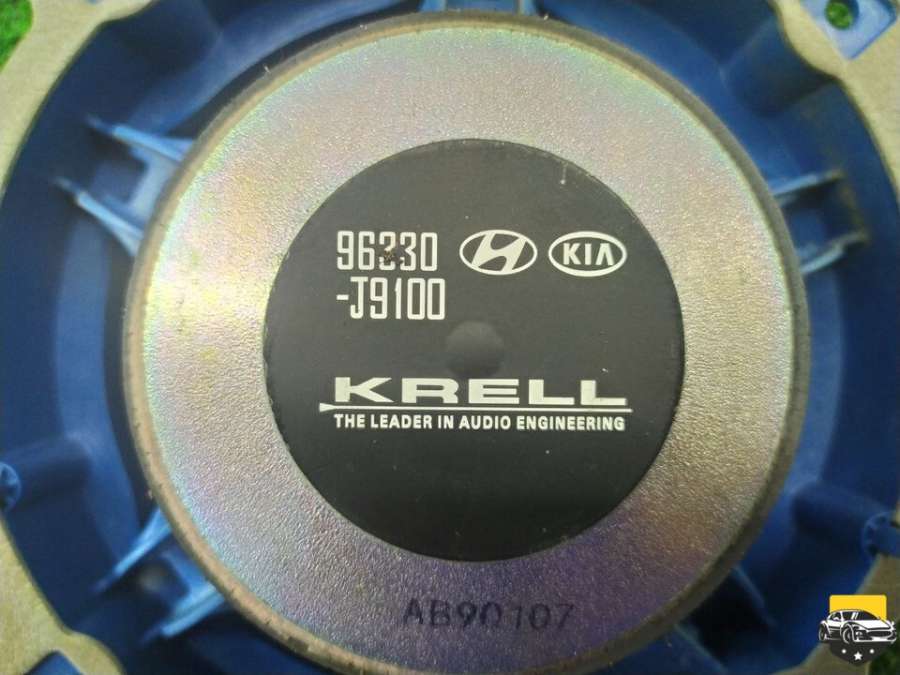 96330 KIA
-J9100
KRELL
THE LEADER IN AUDIO ENGINEERING
AB90107